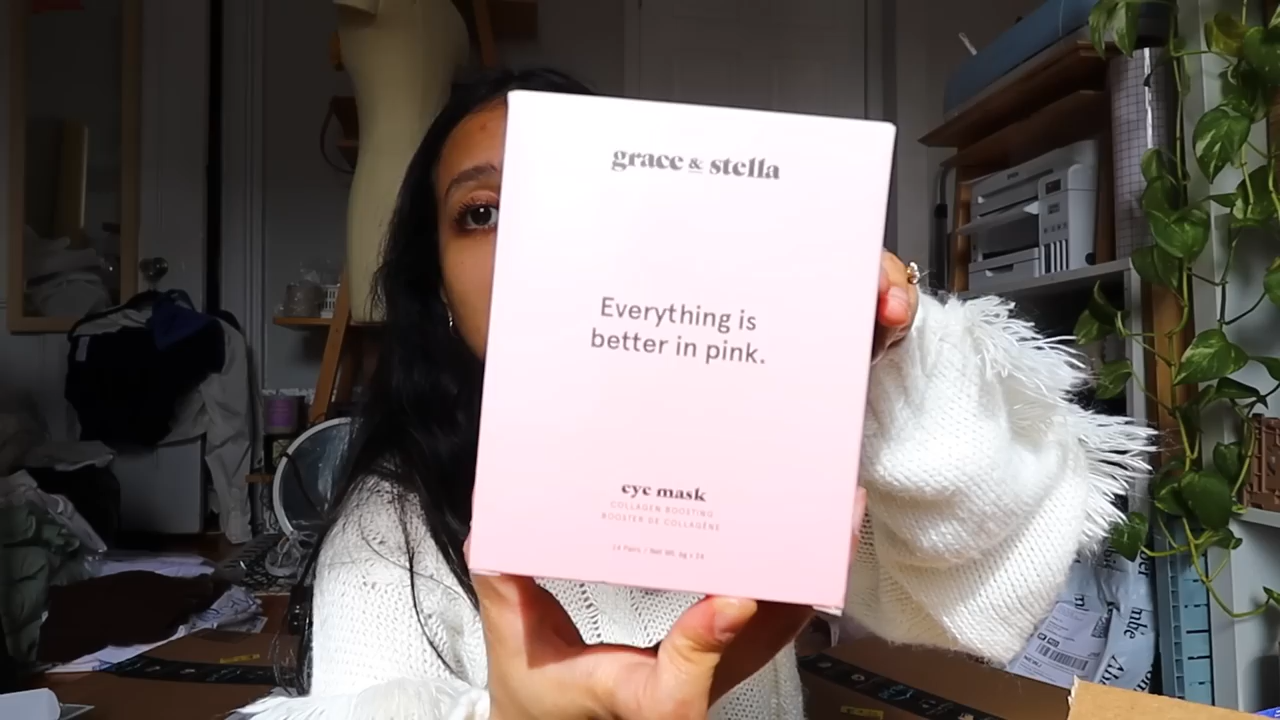 grace & stella
Everything is
better in pink.
eye mask
COLLAGEN BOOSTING
BOOSTER DE COLLAGÈNE